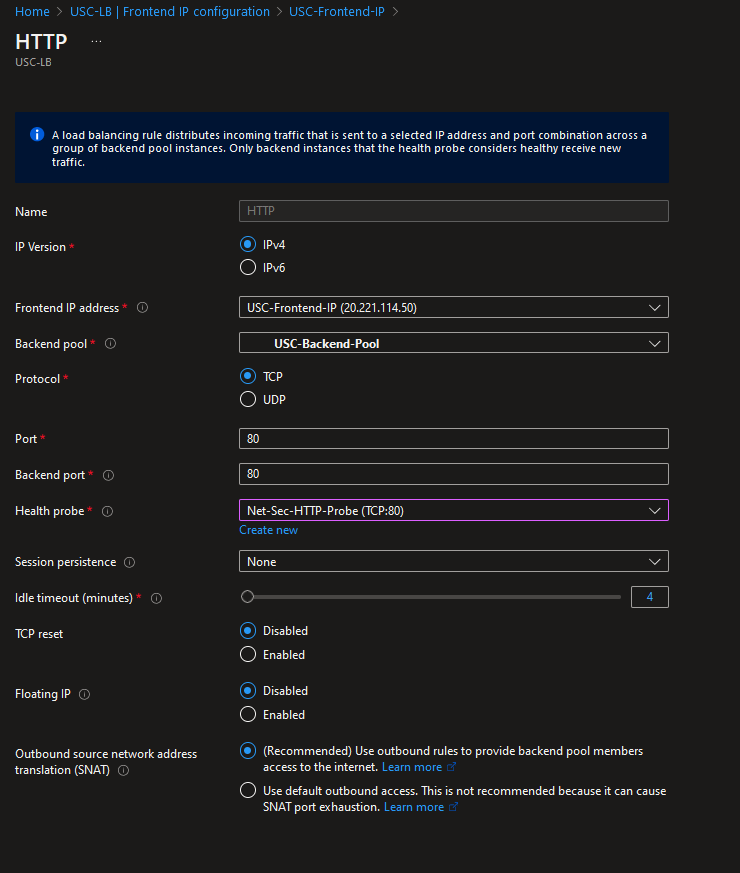 Home > USC-LB | Frontend IP configuration > USC-Frontend-IP >
HTTP ...
USC-LB
A load balancing rule distributes incoming traffic that is sent to a selected IP address and port combination across a
group of backend pool instances. Only backend instances that the health probe considers healthy receive new
traffic.
Name HTTP
IP Version * IPv4
IPv6
Frontend IP address * USC-Frontend-IP (20.221.114.50)
Backend pool * USC-Backend-Pool
Protocol * TCP
UDP
Port * 80
Backend port * 80
Health probe * Net-Sec-HTTP-Probe (TCP:80)
Create new
Session persistence None
Idle timeout (minutes) * 4
TCP reset Disabled
Enabled
Floating IP Disabled
Enabled
Outbound source network address (Recommended) Use outbound rules to provide backend pool members
translation (SNAT) access to the internet. Learn more
Use default outbound access. This is not recommended because it can cause
SNAT port exhaustion. Learn more